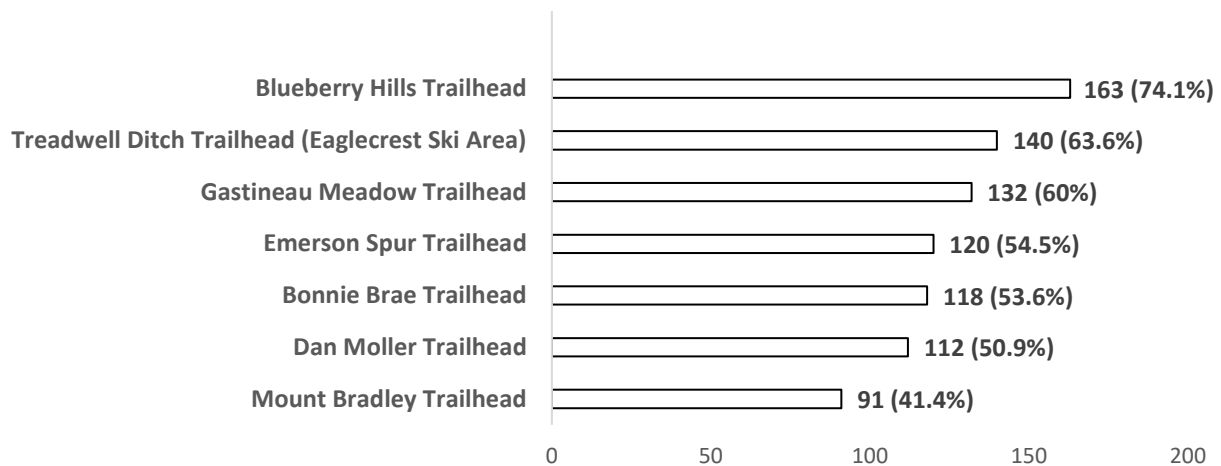 Blueberry Hills Trailhead 163 (74.1%)
Treadwell Ditch Trailhead (Eaglecrest Ski Area) 140 (63.6%)
Gastineau Meadow Trailhead 132 (60%)
Emerson Spur Trailhead 120 (54.5%)
Bonnie Brae Trailhead 118 (53.6%)
Dan Moller Trailhead 112 (50.9%)
Mount Bradley Trailhead 91 (41.4%)
0 50 100 150 200